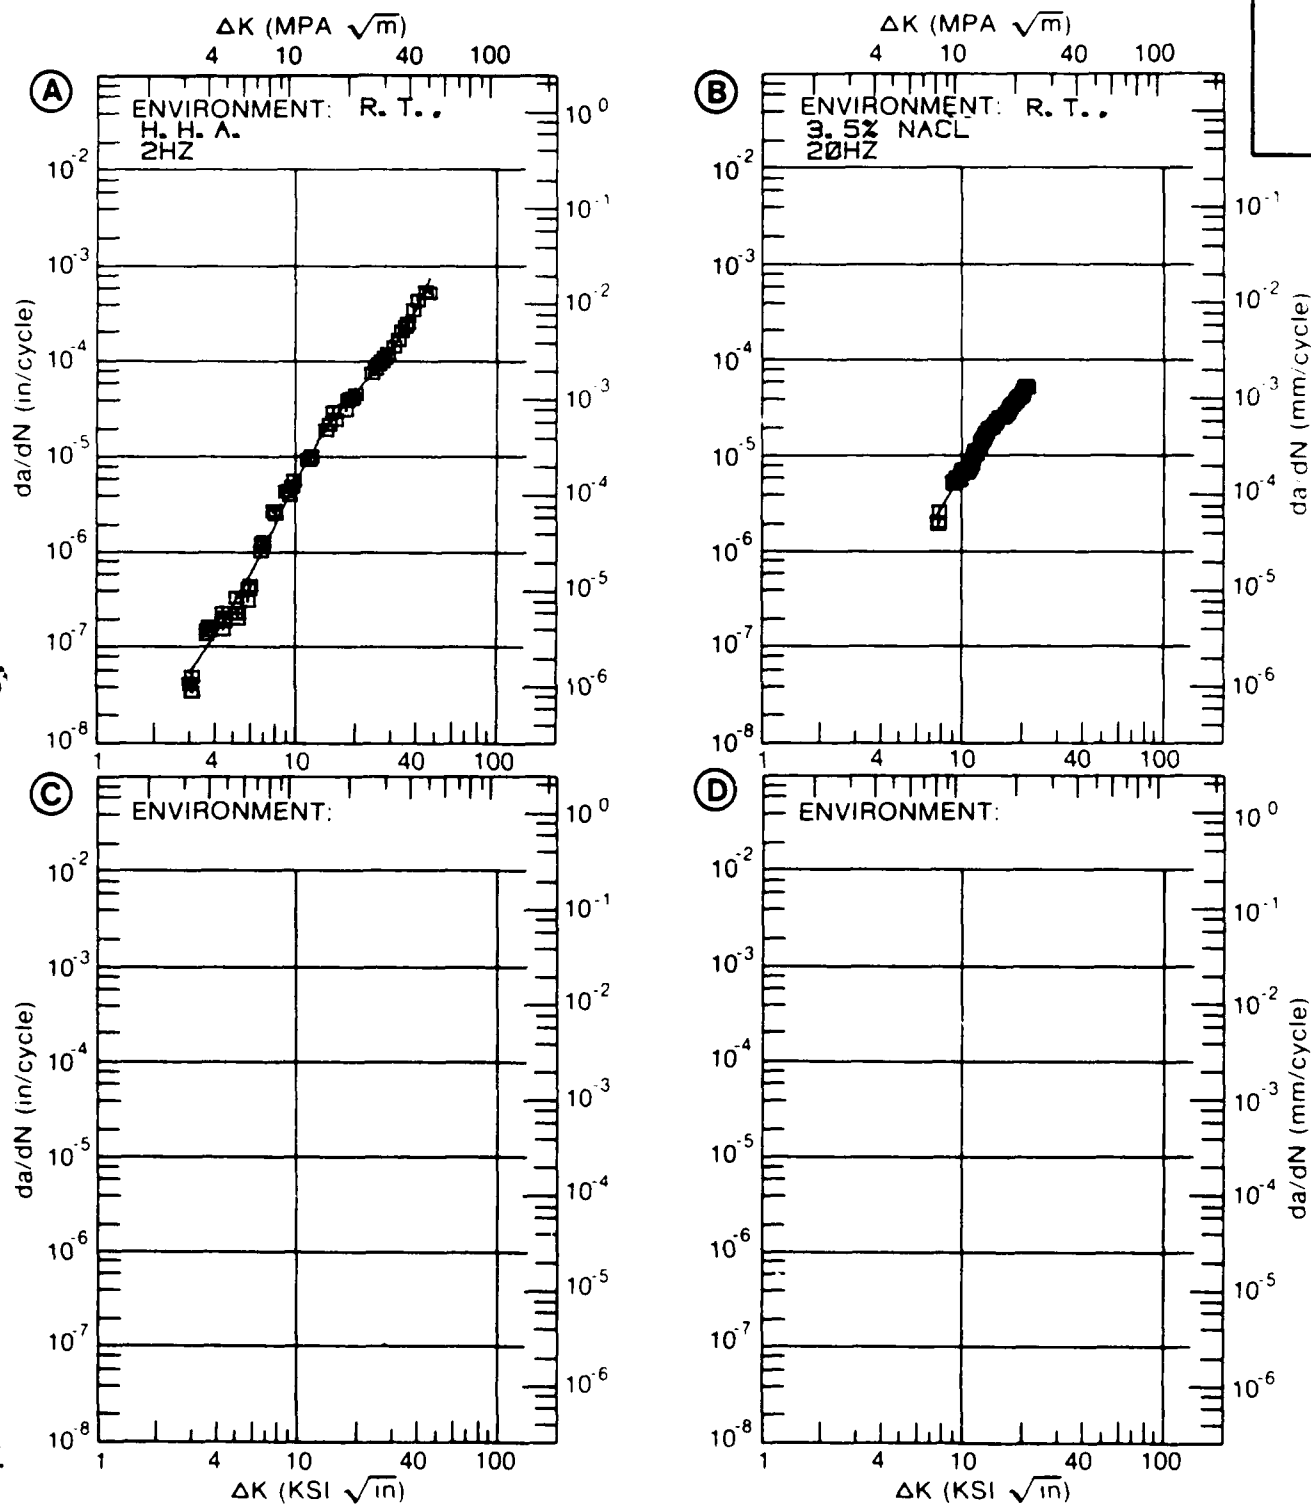 ΔK (MPA √m)
4 10 40 100
A
ENVIRONMENT: R. T. ,
H. H. A.
2HZ
10^0
10^-2
10^-1
10^-3
10^-2
10^-4
10^-3
10^-5
10^-4
10^-6
10^-5
10^-7
10^-6
10^-8
da/dN (in/cycle)
1 4 10 40 100
ΔK (MPA √m)
4 10 40 100
B
ENVIRONMENT: R. T. ,
3. 5% NACL
20HZ
10^-2
10^-1
10^-3
10^-2
10^-4
10^-3
10^-5
10^-4
10^-6
10^-5
10^-7
10^-6
10^-8
da/dN (mm/cycle)
1 4 10 40 100
C
ENVIRONMENT:
10^0
10^-2
10^-1
10^-3
10^-2
10^-4
10^-3
10^-5
10^-4
10^-6
10^-5
10^-7
10^-6
10^-8
da/dN (in/cycle)
1 4 10 40 100
ΔK (KSI √in)
D
ENVIRONMENT:
10^0
10^-2
10^-1
10^-3
10^-2
10^-4
10^-3
10^-5
10^-4
10^-6
10^-5
10^-7
10^-6
10^-8
da/dN (mm/cycle)
1 4 10 40 100
ΔK (KSI √in)